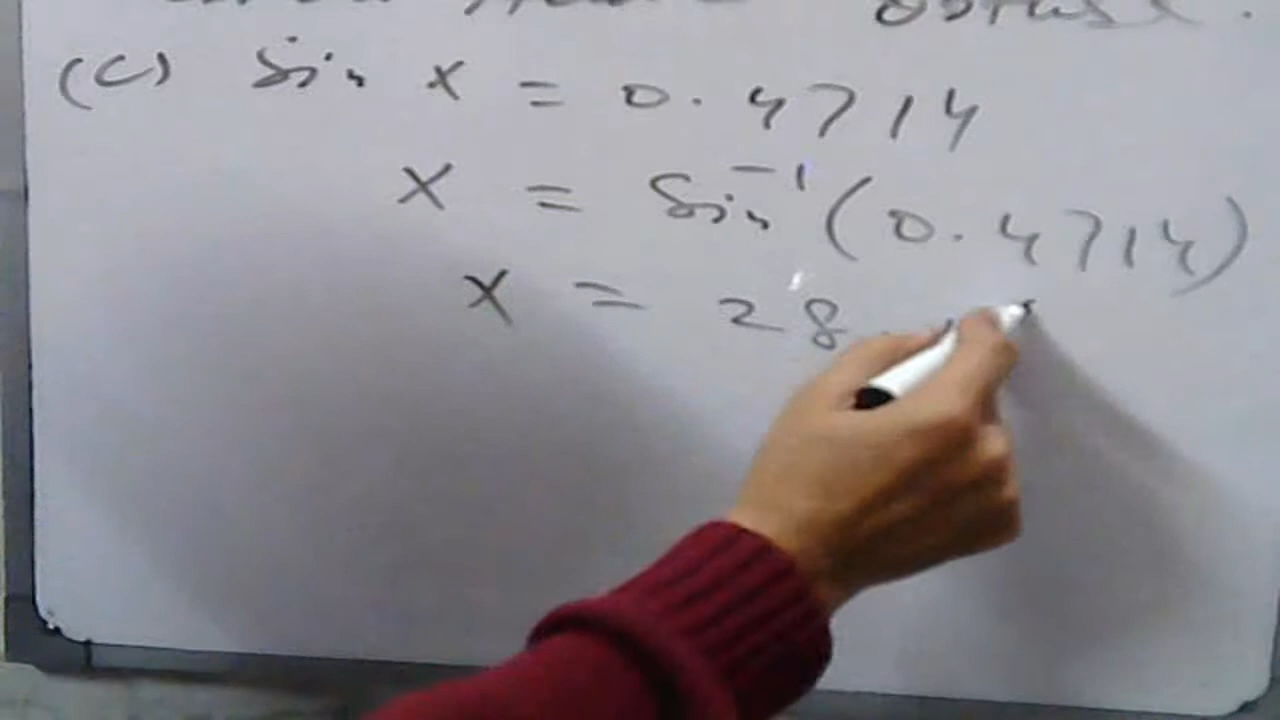 (C) Sin x = 0.4714
x = Sin⁻¹(0.4714)
x = 28.